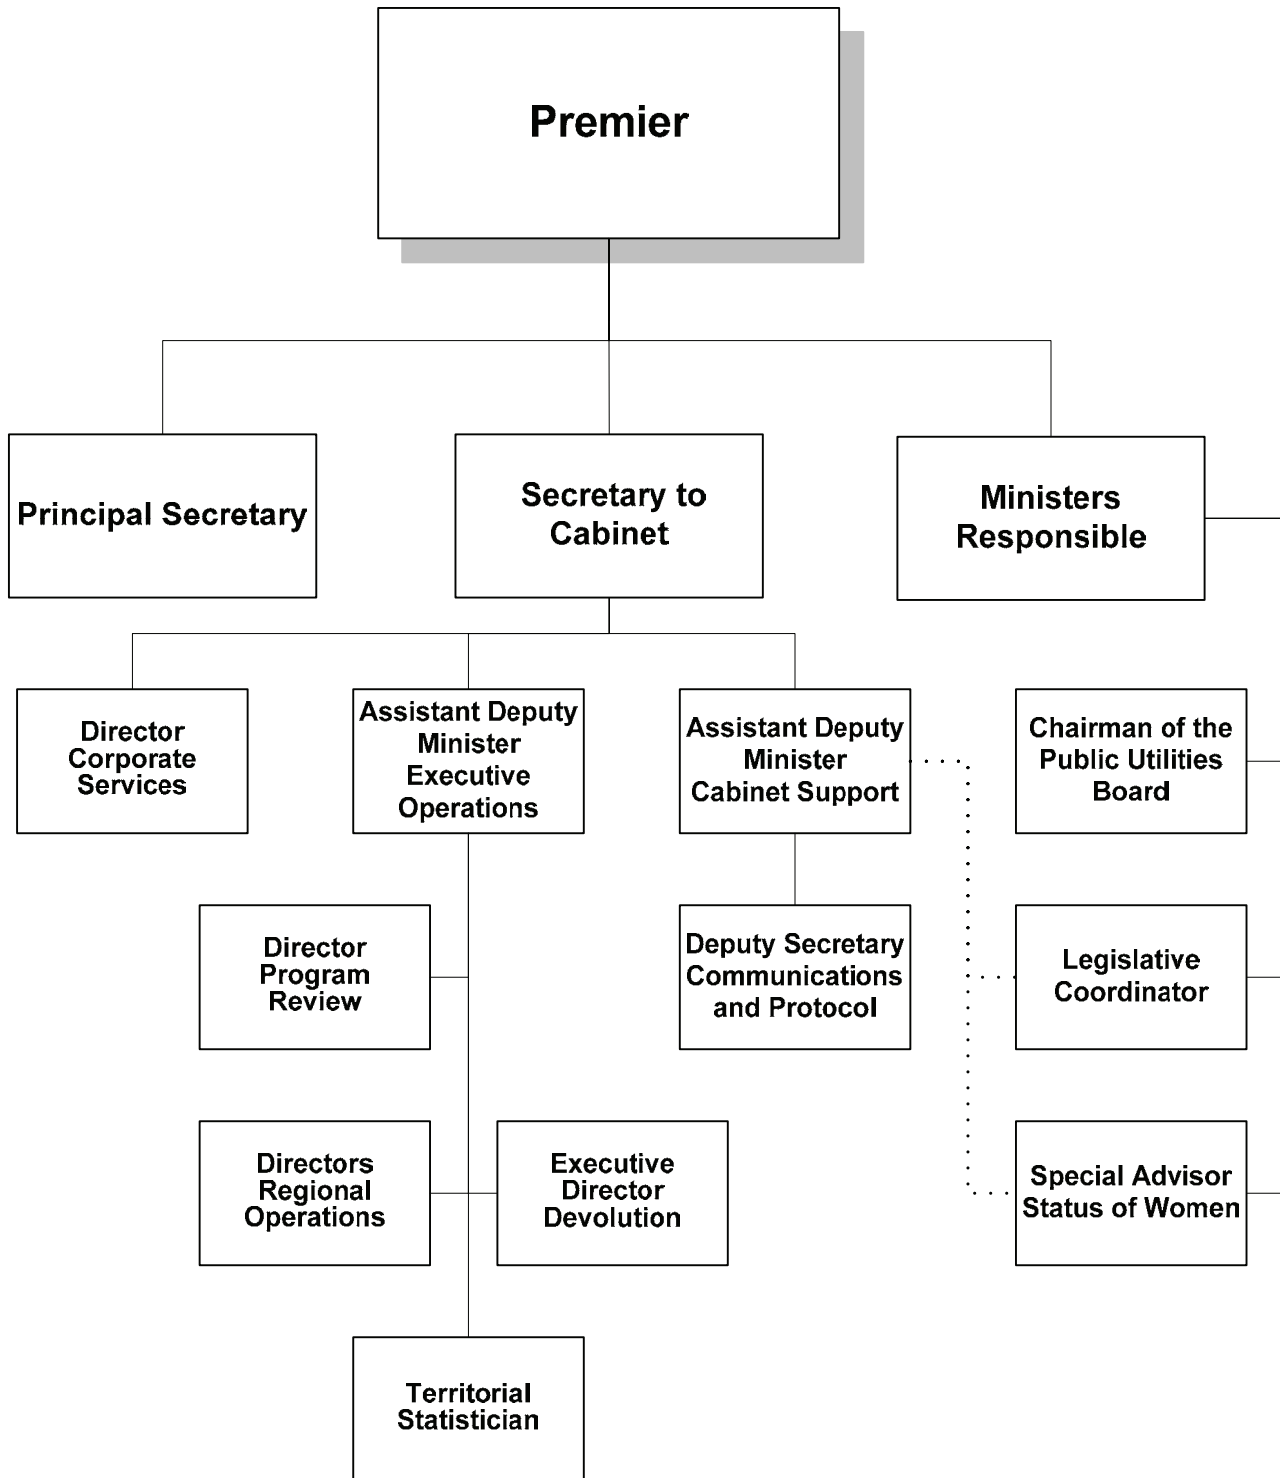 Premier
Principal Secretary
Secretary to
Cabinet
Ministers
Responsible
Director
Corporate
Services
Assistant Deputy
Minister
Executive
Operations
Assistant Deputy
Minister
Cabinet Support
Chairman of the
Public Utilities
Board
Director
Program
Review
Deputy Secretary
Communications
and Protocol
Legislative
Coordinator
Directors
Regional
Operations
Executive
Director
Devolution
Special Advisor
Status of Women
Territorial
Statistician